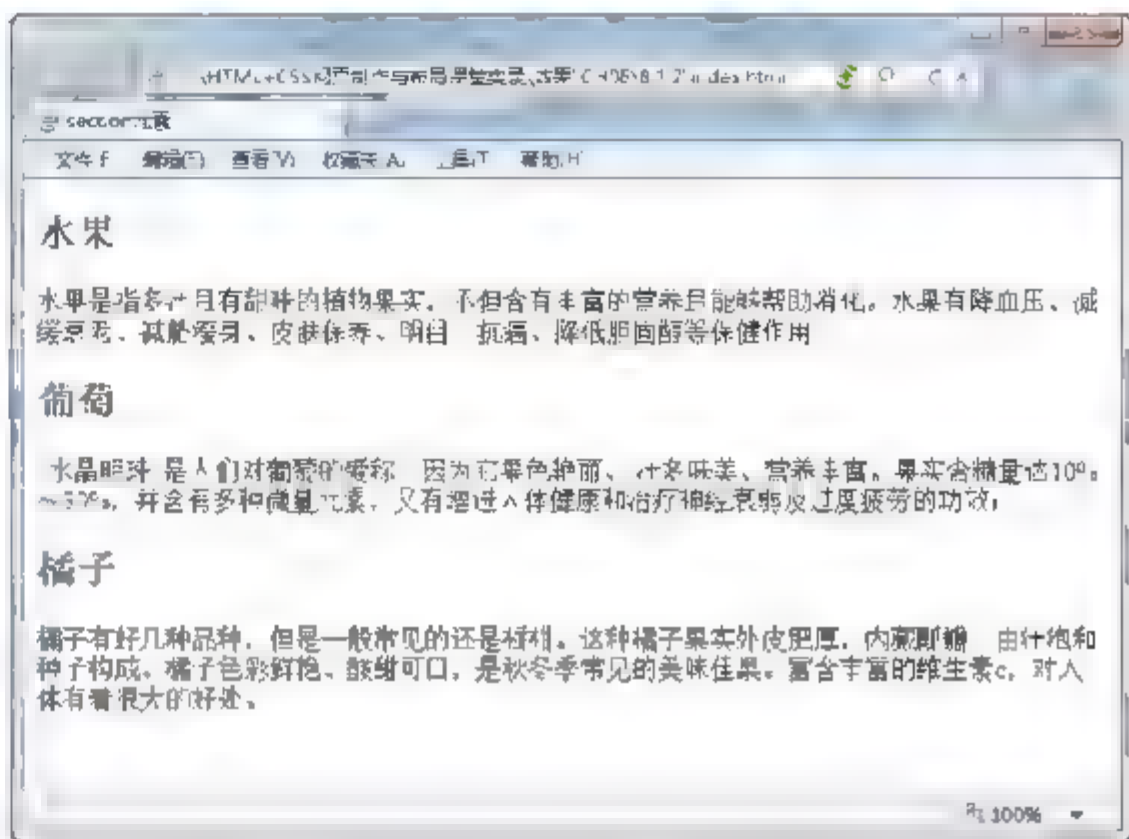 section元素
文件 编辑(E) 查看(V) 收藏夹(A) 工具(T) 帮助(H)
水果
水果是指多汁且有甜味的植物果实，不但含有丰富的营养且能够帮助消化。水果有降血压、减
缓衰老、减肥瘦身、皮肤保养、明目 抗癌、降低胆固醇等保健作用
葡萄
水晶明珠 是人们对葡萄的爱称 因为它果色艳丽、汁多味美、营养丰富。果实含糖量达10%
并含有多种微量元素，又有增进人体健康和治疗神经衰弱及过度疲劳的功效
橘子
橘子有好几种品种，但是一般常见的还是柑。这种橘子果实外皮肥厚，内藏瓣 由汁泡和
种子构成。橘子色彩鲜艳、酸甜可口，是秋冬季常见的美味佳果。富含丰富的维生素c，对人
体有着很大的好处。
100%